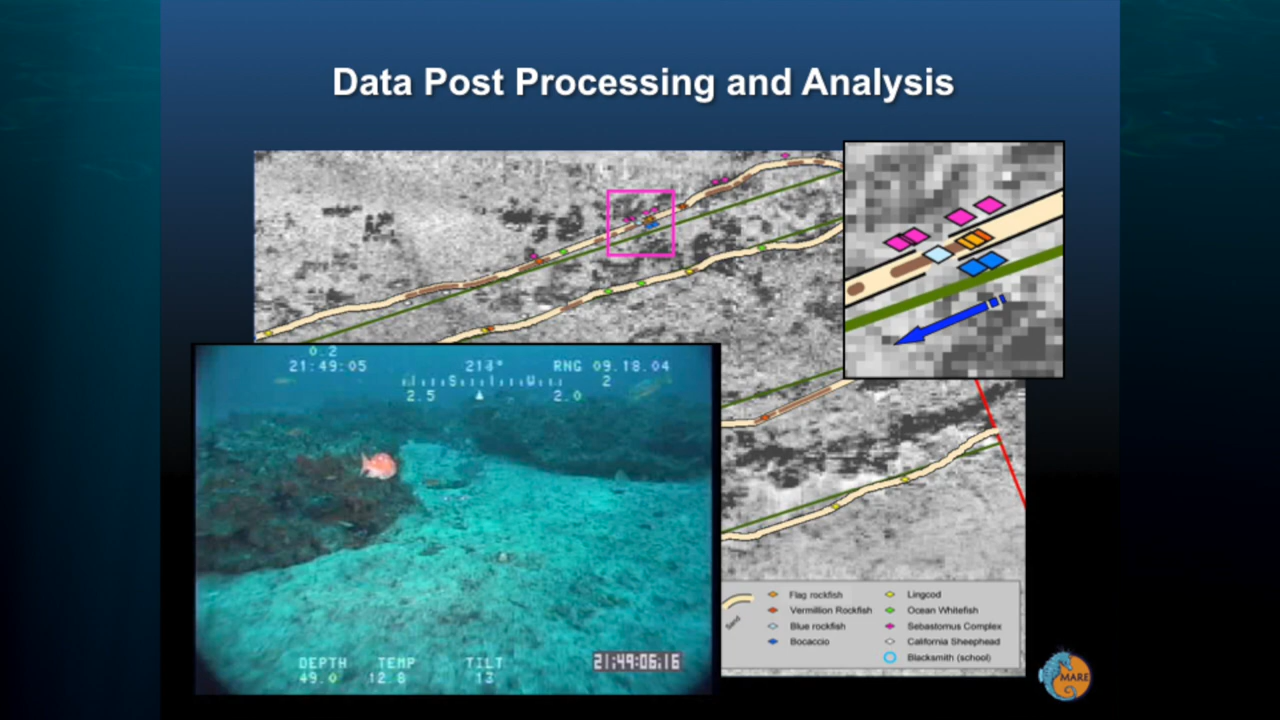 Data Post Processing and Analysis
0.2
21:49:05 213° RNG 09.18.04
S W 2
2.5 2.0
DEPTH TEMP TILT
49.0 12.8 13
21:49:06:16
Sand
Flag rockfish
Vermillion Rockfish
Blue rockfish
Bocaccio
Lingcod
Ocean Whitefish
Sebastomus Complex
California Sheephead
Blacksmith (school)
MARE